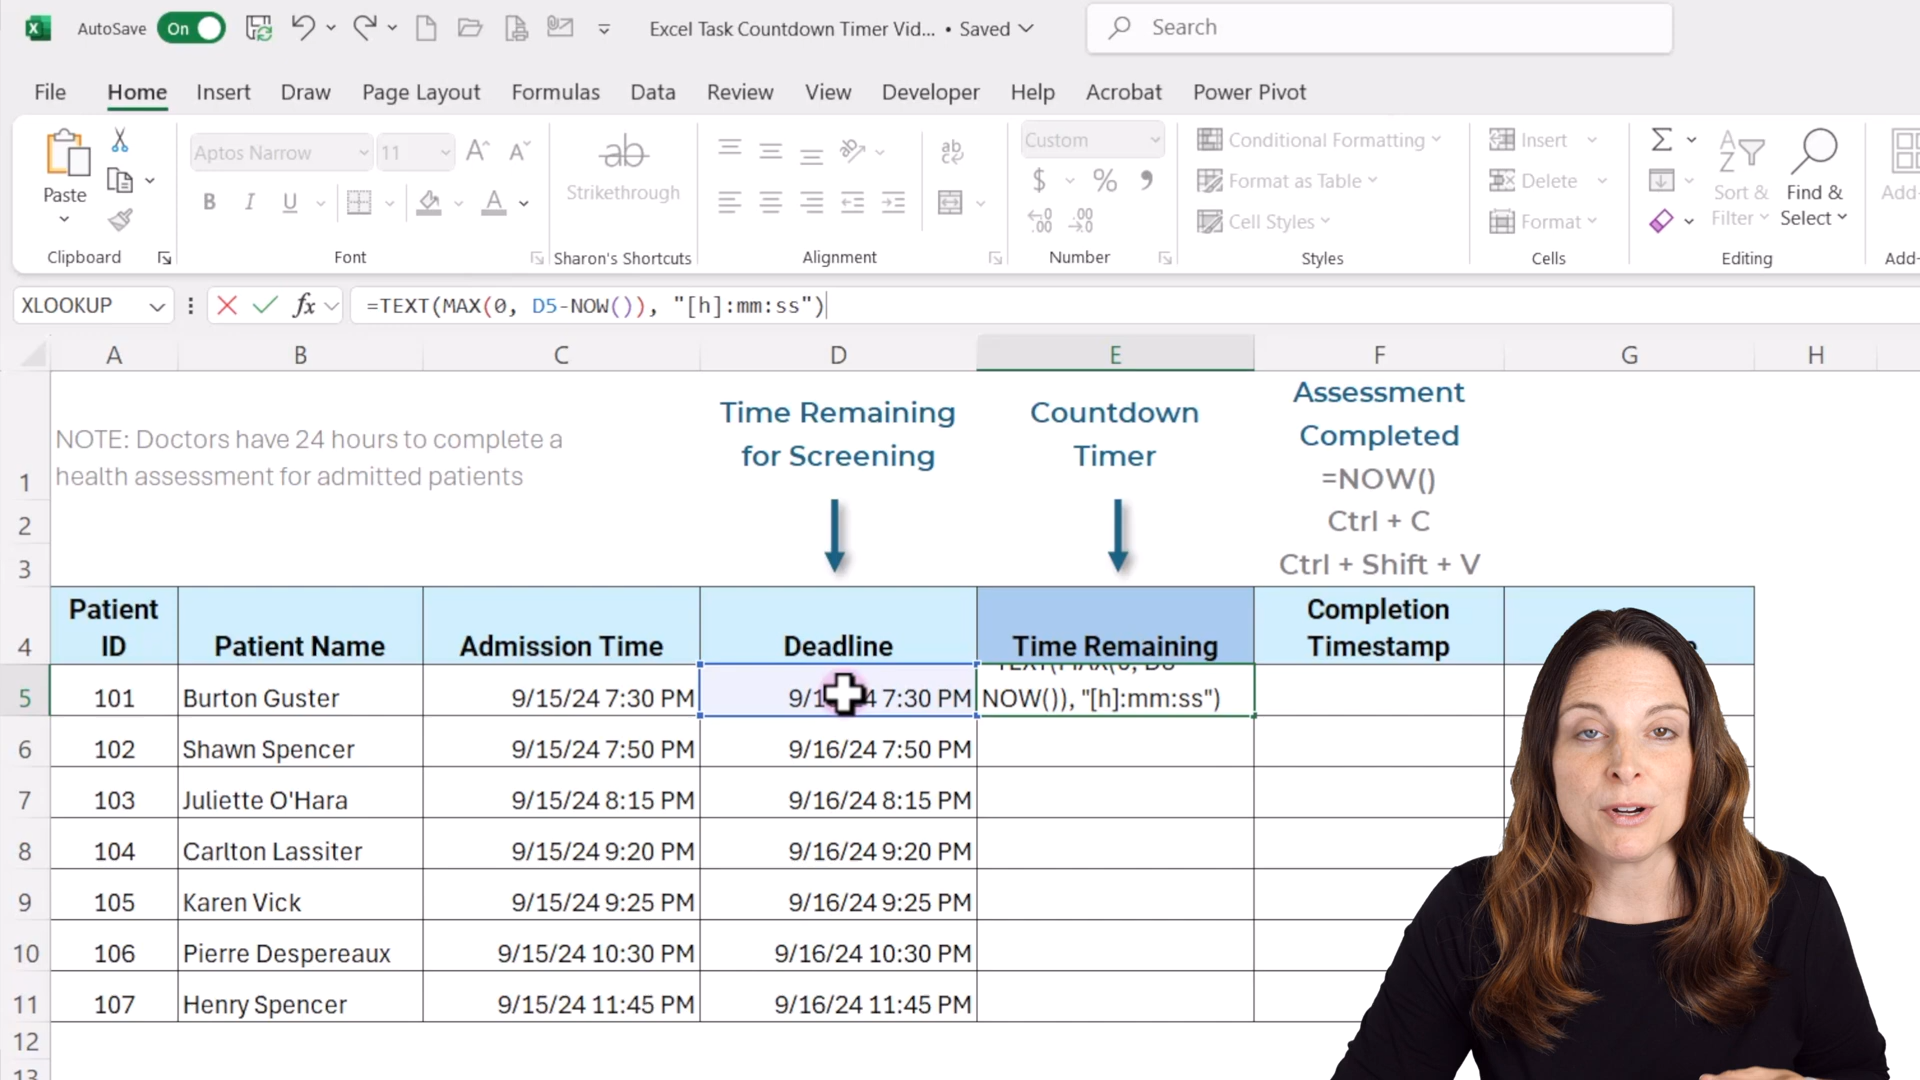 AutoSave On Excel Task Countdown Timer Vid... • Saved Search
File Home Insert Draw Page Layout Formulas Data Review View Developer Help Acrobat Power Pivot
Paste
Clipboard
Aptos Narrow 11 A^ A˅
B I U A
Font
ab
Strikethrough
Sharon's Shortcuts
ab
Alignment
Custom
$ % ,
.00
Number
Conditional Formatting
Format as Table
Cell Styles
Styles
Insert
Delete
Format
Cells
Sort &
Filter
Find &
Select
Editing
Add-
Add-
XLOOKUP fx =TEXT(MAX(0, D5-NOW()), "[h]:mm:ss")
A B C D E F G H
1 NOTE: Doctors have 24 hours to complete a
health assessment for admitted patients
Time Remaining
for Screening
Countdown
Timer
Assessment
Completed
=NOW()
Ctrl + C
Ctrl + Shift + V
2
3
4 Patient
ID
Patient Name
Admission Time
Deadline
Time Remaining
Completion
Timestamp
5 101 Burton Guster 9/15/24 7:30 PM 7:30 PM NOW()), "[h]:mm:ss")
6 102 Shawn Spencer 9/15/24 7:50 PM 9/16/24 7:50 PM
7 103 Juliette O'Hara 9/15/24 8:15 PM 9/16/24 8:15 PM
8 104 Carlton Lassiter 9/15/24 9:20 PM 9/16/24 9:20 PM
9 105 Karen Vick 9/15/24 9:25 PM 9/16/24 9:25 PM
10 106 Pierre Despereaux 9/15/24 10:30 PM 9/16/24 10:30 PM
11 107 Henry Spencer 9/15/24 11:45 PM 9/16/24 11:45 PM
12
13